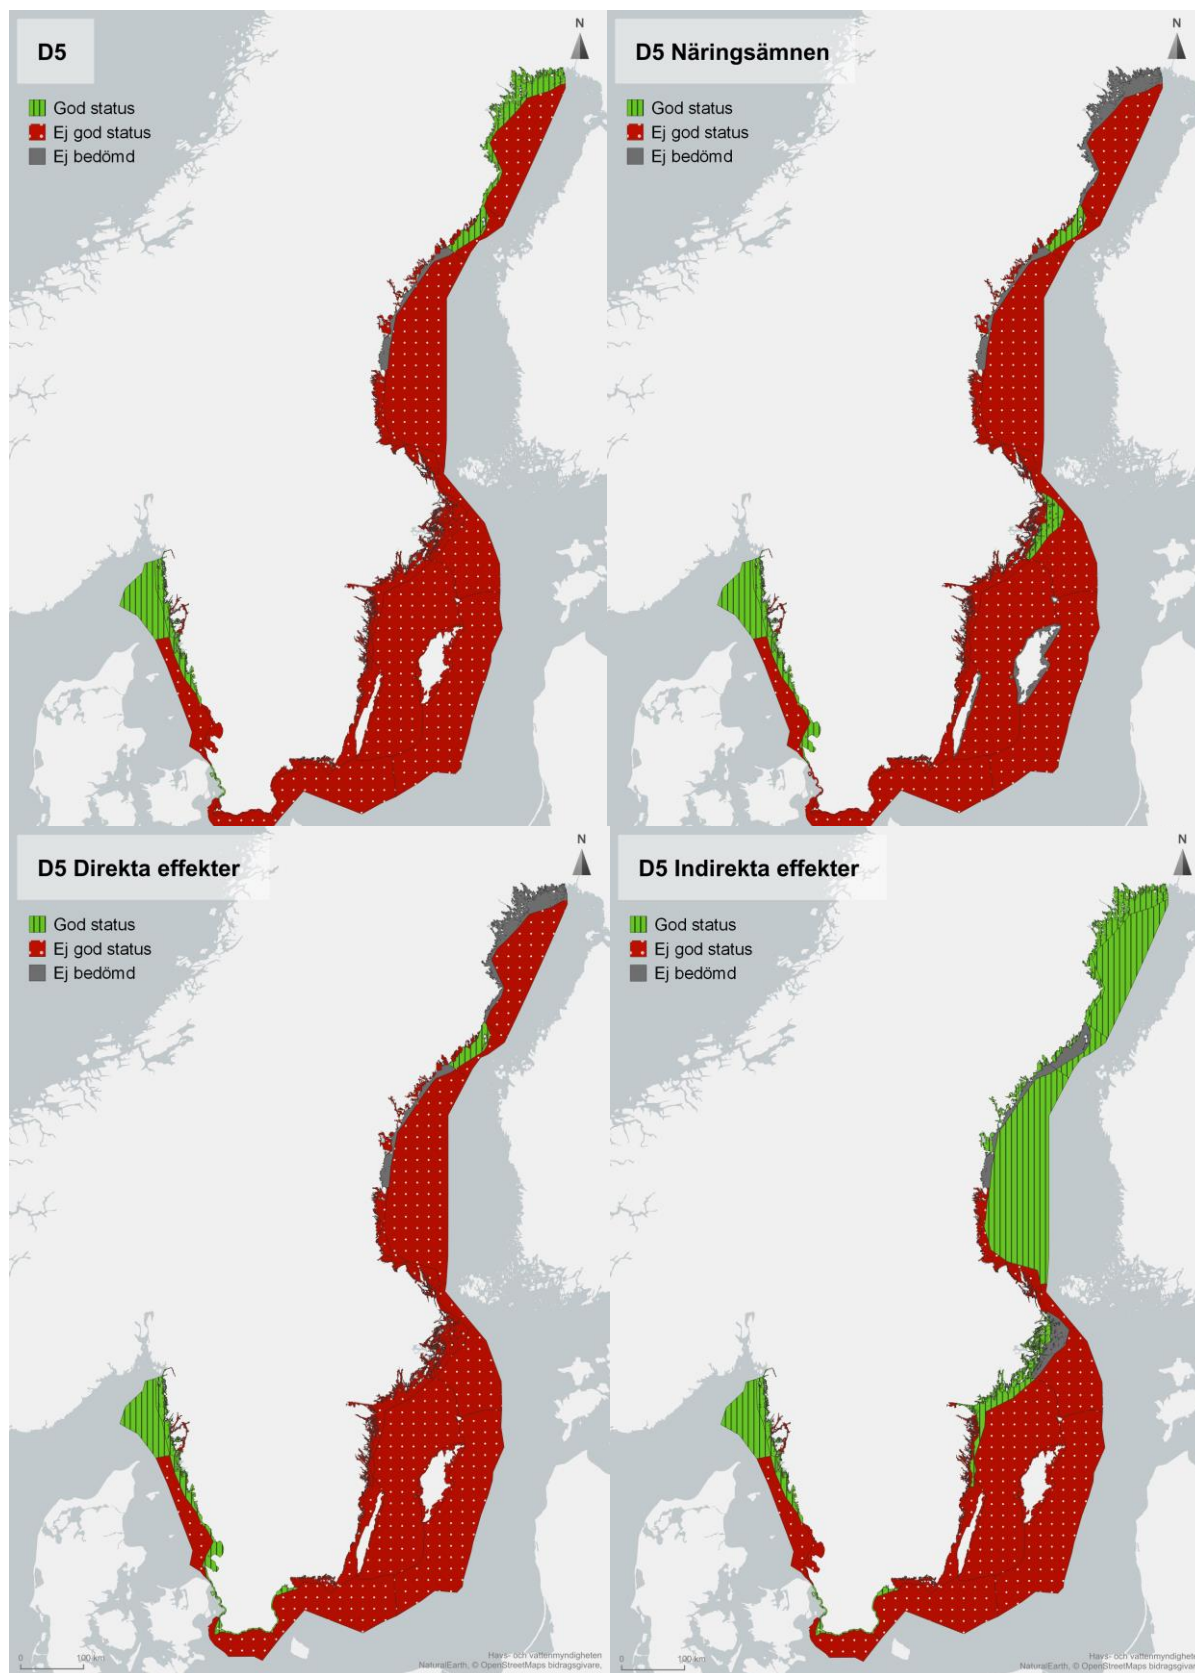 D5
N
God status
Ej god status
Ej bedömd
D5 Näringsämnen
N
God status
Ej god status
Ej bedömd
D5 Direkta effekter
N
God status
Ej god status
Ej bedömd
0 100 km
Havs- och vattenmyndigheten
NaturalEarth, © OpenStreetMaps bidragsgivare,
D5 Indirekta effekter
N
God status
Ej god status
Ej bedömd
0 100 km
Havs- och vattenmyndigheten
NaturalEarth, © OpenStreetMaps bidragsgivare,